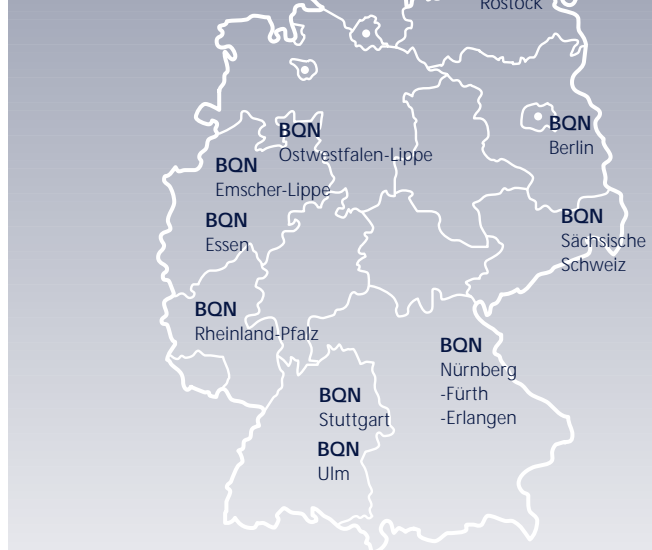 Rostock
BQN
Berlin
BQN
Ostwestfalen-Lippe
BQN
Emscher-Lippe
BQN
Essen
BQN
Sächsische
Schweiz
BQN
Rheinland-Pfalz
BQN
Nürnberg
-Fürth
-Erlangen
BQN
Stuttgart
BQN
Ulm